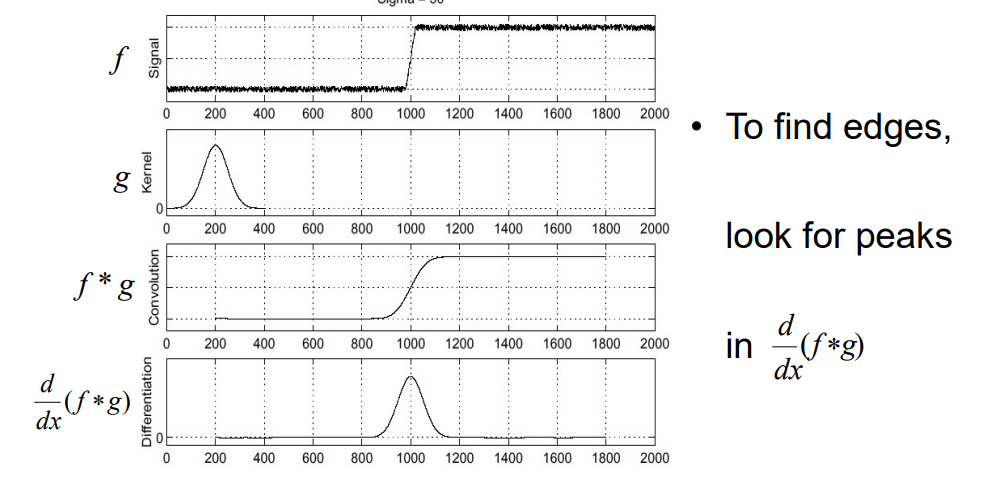 f
Signal
0 200 400 600 800 1000 1200 1400 1600 1800 2000
g
Kernel
0
0 200 400 600 800 1000 1200 1400 1600 1800 2000
f * g
Convolution
0 200 400 600 800 1000 1200 1400 1600 1800 2000
d/dx (f * g)
Differentiation
0
0 200 400 600 800 1000 1200 1400 1600 1800 2000
• To find edges,
look for peaks
in d/dx (f * g)